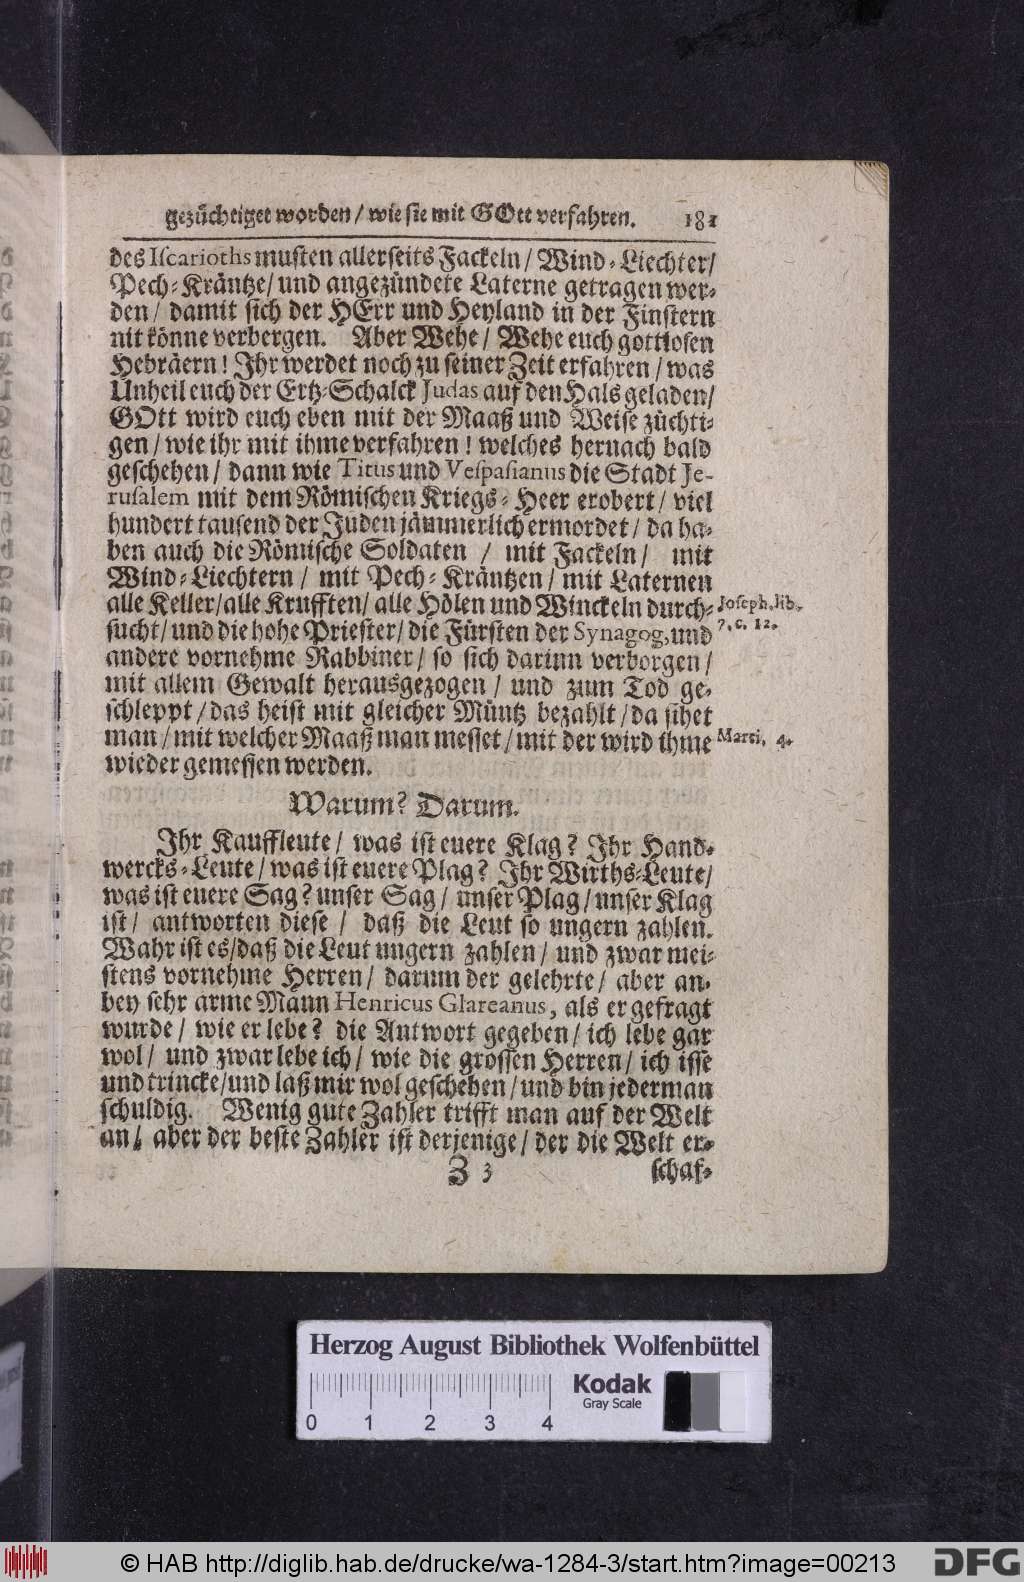 gezüchtiget worden / wie sie mit GOtt verfahren. 181
des Iscarioths musten allerseits Fackeln / Wind-Liechter /
Pech-Kräntze / und angezündete Laterne getragen wer-
den / damit sich der HErr und Heyland in der Finstern
nit könne verbergen. Aber Wehe / Wehe euch gottlosen
Hebräern! Ihr werdet noch zu seiner Zeit erfahren / was
Unheil euch der Ertz-Schalck Judas auf den Hals geladen /
GOtt wird euch eben mit der Maaß und Weise züchti-
gen / wie ihr mit ihme verfahren! welches hernach bald
geschehen / dann wie Titus und Vespasianus die Stadt Je-
rusalem mit dem Römischen Kriegs-Heer erobert / viel
hundert tausend der Juden jämmerlich ermordet / da ha-
ben auch die Römische Soldaten / mit Fackeln / mit
Wind-Liechtern / mit Pech-Kräntzen / mit Laternen
alle Keller / alle Krufften / alle Hölen und Winckeln durch-
sucht / und die hohe Priester / die Fürsten der Synagog, und
andere vornehme Rabbiner / so sich darinn verborgen /
mit allem Gewalt herausgezogen / und zum Tod ge-
schleppt / das heist mit gleicher Müntz bezahlt / da sihet
man / mit welcher Maaß man messet / mit der wird ihme
wieder gemessen werden.
Joseph. lib.
7. c. 12.
Marci. 4.
Warum? Darum.
Ihr Kauffleute / was ist euere Klag? Ihr Hand-
wercks-Leute / was ist euere Plag? Ihr Wirths-Leute /
was ist euere Sag? unser Sag / unser Plag / unser Klag
ist / antworten diese / daß die Leut so ungern zahlen.
Wahr ist es / daß die Leut ungern zahlen / und zwar mei-
stens vornehme Herren / darum der gelehrte / aber an-
bey sehr arme Mann Henricus Glareanus, als er gefragt
wurde / wie er lebe? die Antwort gegeben / ich lebe gar
wol / und zwar lebe ich / wie die grossen Herren / ich isse
und trincke / und laß mir wol geschehen / und bin jederman
schuldig. Wenig gute Zahler trifft man auf der Welt
an / aber der beste Zahler ist derjenige / der die Welt er-
Z 3 schaf-
Herzog August Bibliothek Wolfenbüttel
Kodak
Gray Scale
0 1 2 3 4
© HAB http://diglib.hab.de/drucke/wa-1284-3/start.htm?image=00213
DFG